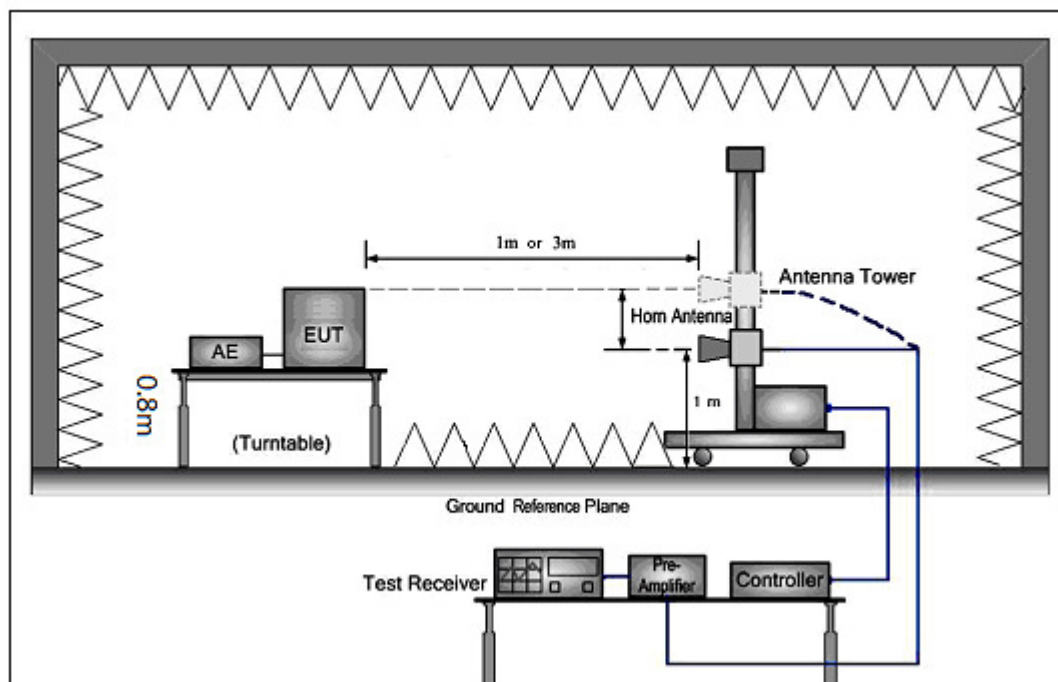 1m or 3m
Antenna Tower
Horn Antenna
EUT
AE
1 m
0.8m
(Turntable)
Ground Reference Plane
Test Receiver
Pre-
Amplifier
Controller